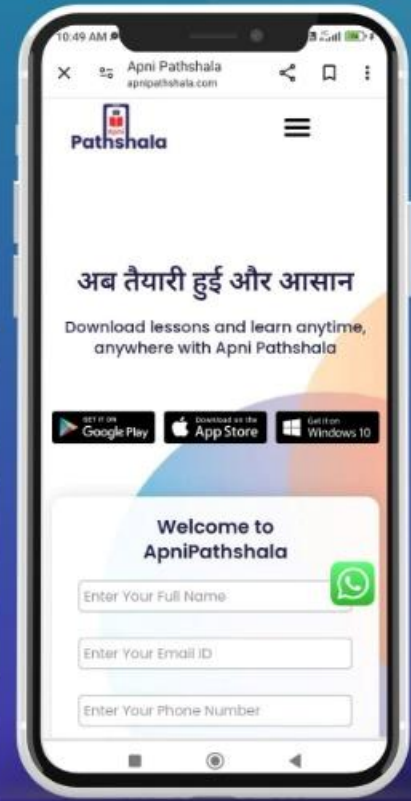 10:49 AM
Apni Pathshala
apnipathshala.com
Apni
Pathshala
अब तैयारी हुई और आसान
Download lessons and learn anytime,
anywhere with Apni Pathshala
GET IT ON
Google Play
Download on the
App Store
Get it on
Windows 10
Welcome to
ApniPathshala
Enter Your Full Name
Enter Your Email ID
Enter Your Phone Number